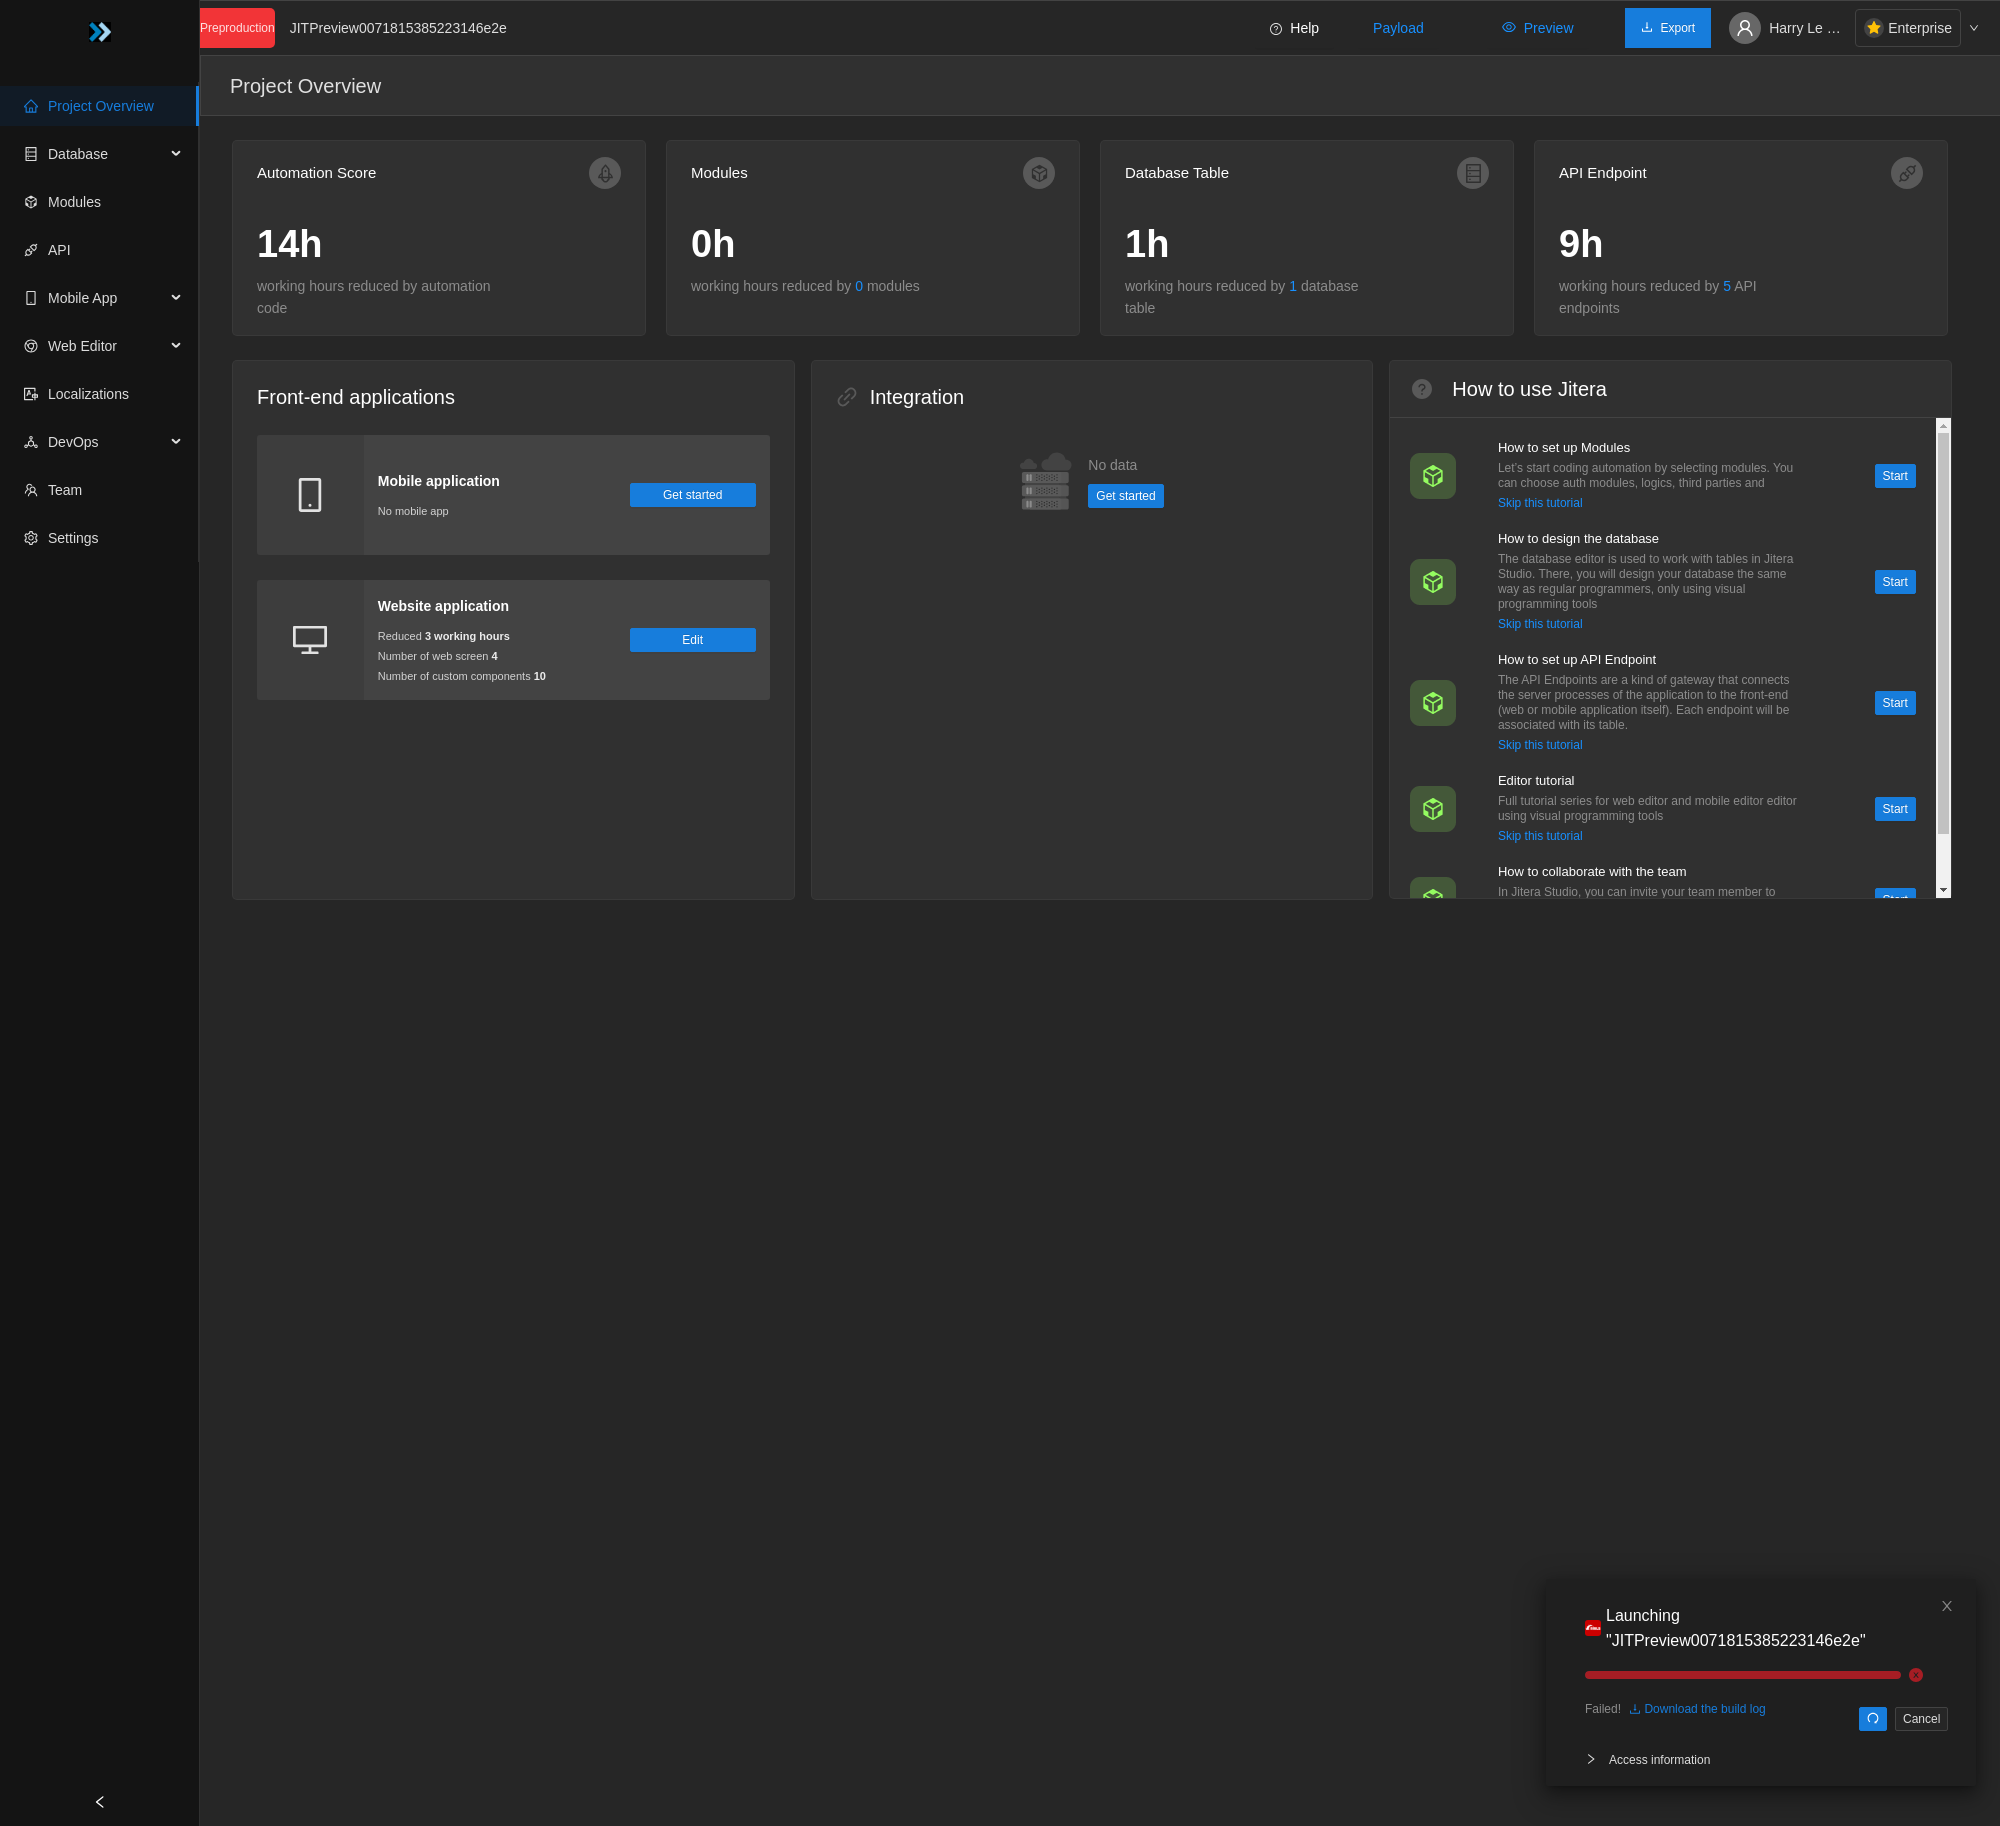 Preproduction
JITPreview0071815385223146e2e
Help
Payload
Preview
Export
Harry Le ...
Enterprise
Project Overview
Database
Modules
API
Mobile App
Web Editor
Localizations
DevOps
Team
Settings
Project Overview
Automation Score
14h
working hours reduced by automation
code
Modules
0h
working hours reduced by 0 modules
Database Table
1h
working hours reduced by 1 database
table
API Endpoint
9h
working hours reduced by 5 API
endpoints
Front-end applications
Mobile application
No mobile app
Get started
Website application
Reduced 3 working hours
Number of web screen 4
Number of custom components 10
Edit
Integration
No data
Get started
How to use Jitera
How to set up Modules
Let's start coding automation by selecting modules. You
can choose auth modules, logics, third parties and
Skip this tutorial
Start
How to design the database
The database editor is used to work with tables in Jitera
Studio. There, you will design your database the same
way as regular programmers, only using visual
programming tools
Skip this tutorial
Start
How to set up API Endpoint
The API Endpoints are a kind of gateway that connects
the server processes of the application to the front-end
(web or mobile application itself). Each endpoint will be
associated with its table.
Skip this tutorial
Start
Editor tutorial
Full tutorial series for web editor and mobile editor editor
using visual programming tools
Skip this tutorial
Start
How to collaborate with the team
In Jitera Studio, you can invite your team member to
Start
Launching
"JITPreview0071815385223146e2e"
Failed!
Download the build log
Cancel
Access information